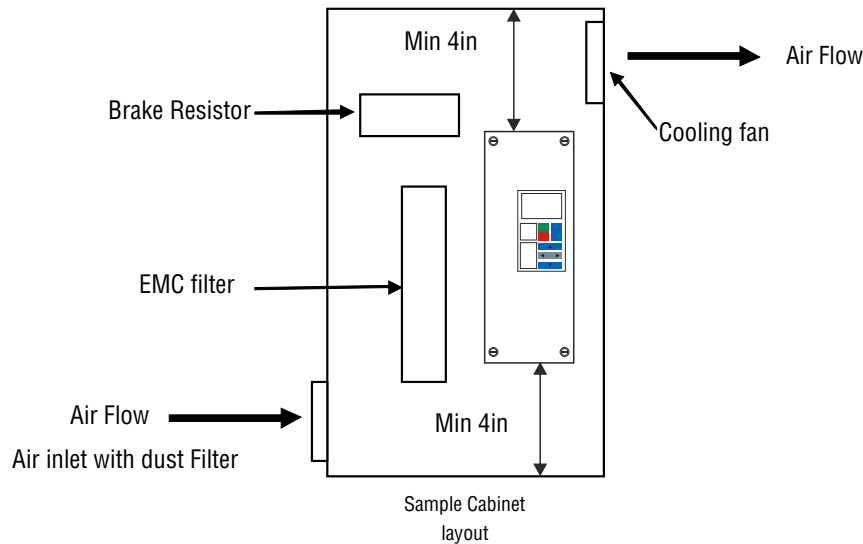 Min 4in
Air Flow
Brake Resistor
Cooling fan
EMC filter
Air Flow
Min 4in
Air inlet with dust Filter
Sample Cabinet
layout